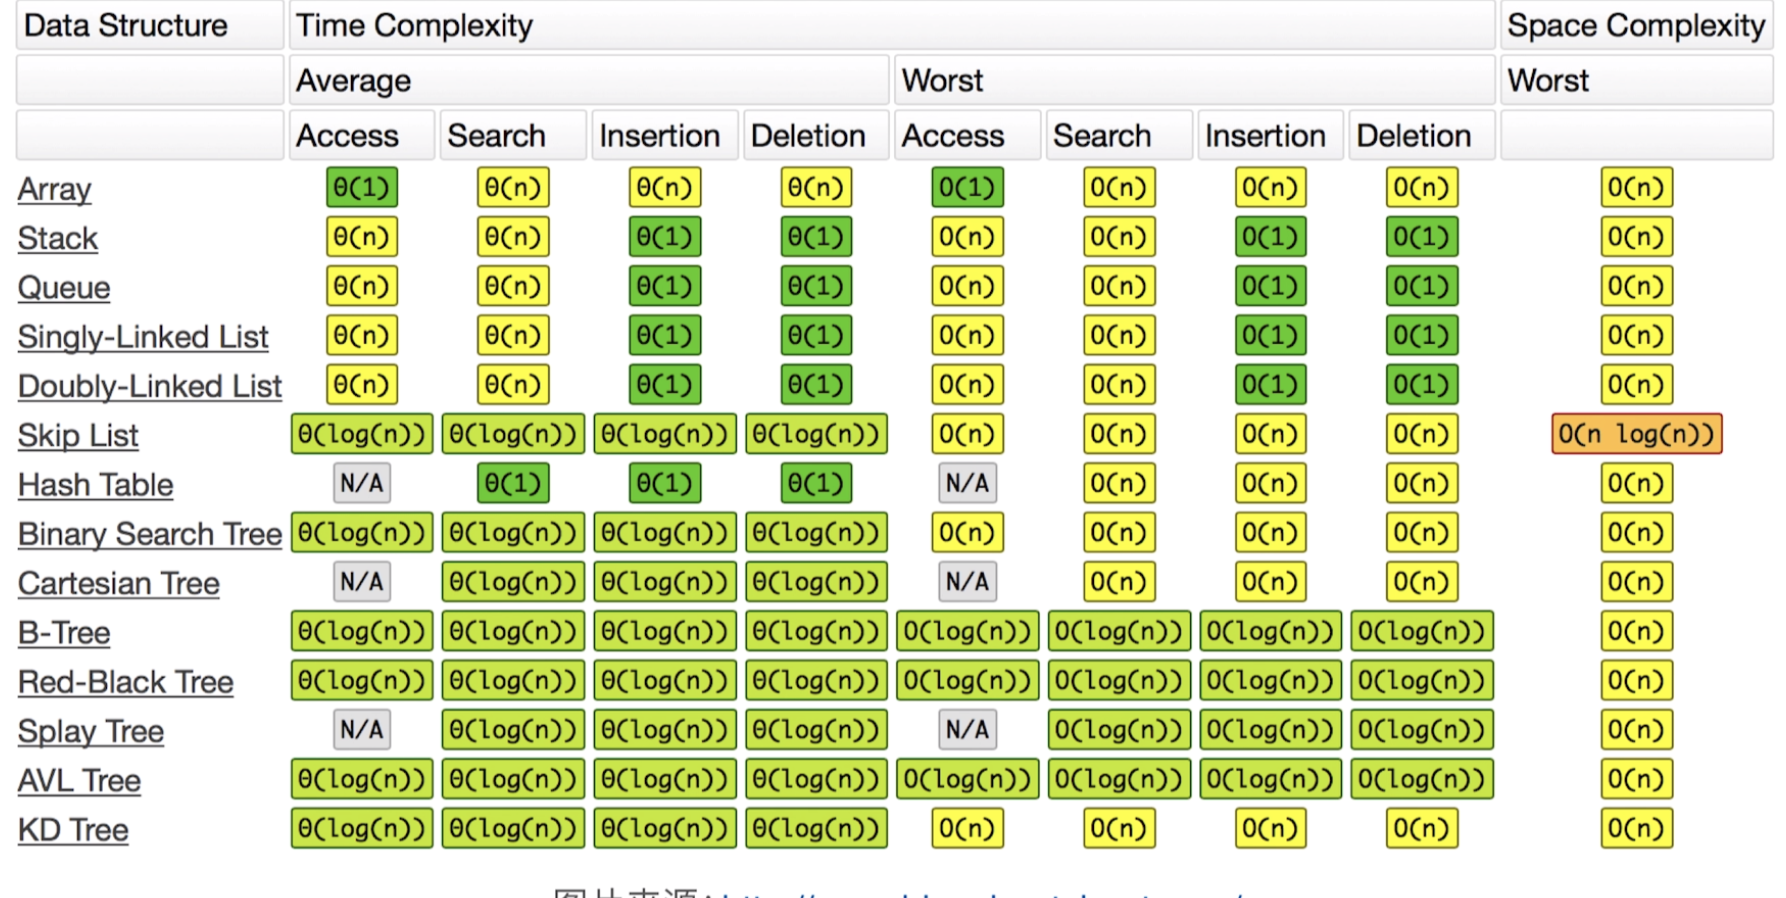 Data Structure Time Complexity Space Complexity
Average Worst Worst
Access Search Insertion Deletion Access Search Insertion Deletion
Array Θ(1) Θ(n) Θ(n) Θ(n) O(1) O(n) O(n) O(n) O(n)
Stack Θ(n) Θ(n) Θ(1) Θ(1) O(n) O(n) O(1) O(1) O(n)
Queue Θ(n) Θ(n) Θ(1) Θ(1) O(n) O(n) O(1) O(1) O(n)
Singly-Linked List Θ(n) Θ(n) Θ(1) Θ(1) O(n) O(n) O(1) O(1) O(n)
Doubly-Linked List Θ(n) Θ(n) Θ(1) Θ(1) O(n) O(n) O(1) O(1) O(n)
Skip List Θ(log(n)) Θ(log(n)) Θ(log(n)) Θ(log(n)) O(n) O(n) O(n) O(n) O(n log(n))
Hash Table N/A Θ(1) Θ(1) Θ(1) N/A O(n) O(n) O(n) O(n)
Binary Search Tree Θ(log(n)) Θ(log(n)) Θ(log(n)) Θ(log(n)) O(n) O(n) O(n) O(n) O(n)
Cartesian Tree N/A Θ(log(n)) Θ(log(n)) Θ(log(n)) N/A O(n) O(n) O(n) O(n)
B-Tree Θ(log(n)) Θ(log(n)) Θ(log(n)) Θ(log(n)) O(log(n)) O(log(n)) O(log(n)) O(log(n)) O(n)
Red-Black Tree Θ(log(n)) Θ(log(n)) Θ(log(n)) Θ(log(n)) O(log(n)) O(log(n)) O(log(n)) O(log(n)) O(n)
Splay Tree N/A Θ(log(n)) Θ(log(n)) Θ(log(n)) N/A O(log(n)) O(log(n)) O(log(n)) O(n)
AVL Tree Θ(log(n)) Θ(log(n)) Θ(log(n)) Θ(log(n)) O(log(n)) O(log(n)) O(log(n)) O(log(n)) O(n)
KD Tree Θ(log(n)) Θ(log(n)) Θ(log(n)) Θ(log(n)) O(n) O(n) O(n) O(n) O(n)
图片来源: